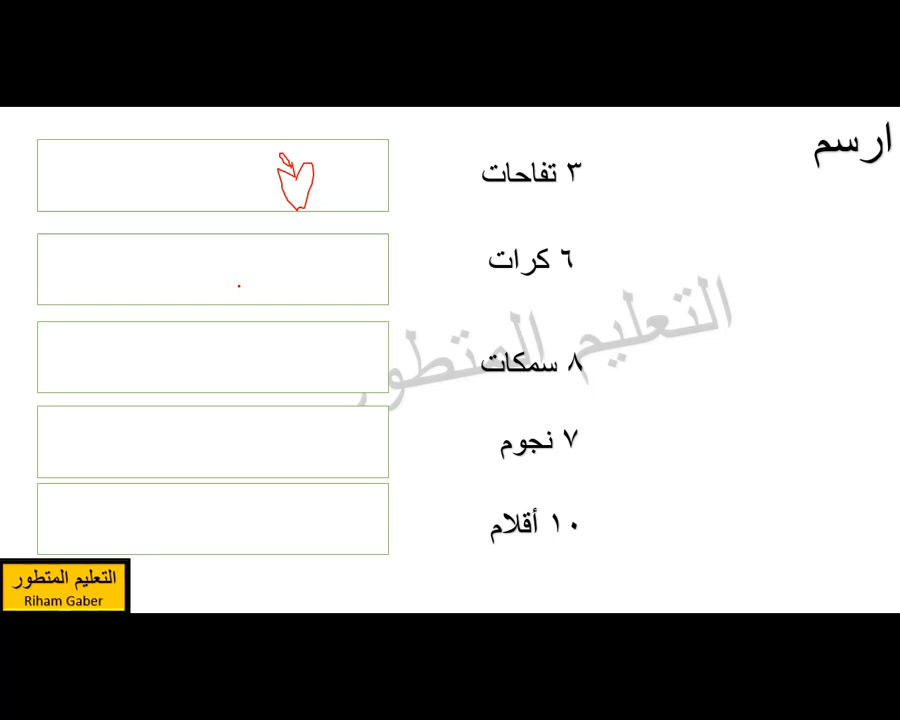 ارسم
٣ تفاحات
٦ كرات
٨ سمكات
٧ نجوم
١٠ أقلام
التعليم المتطور
التعليم المتطور
Riham Gaber